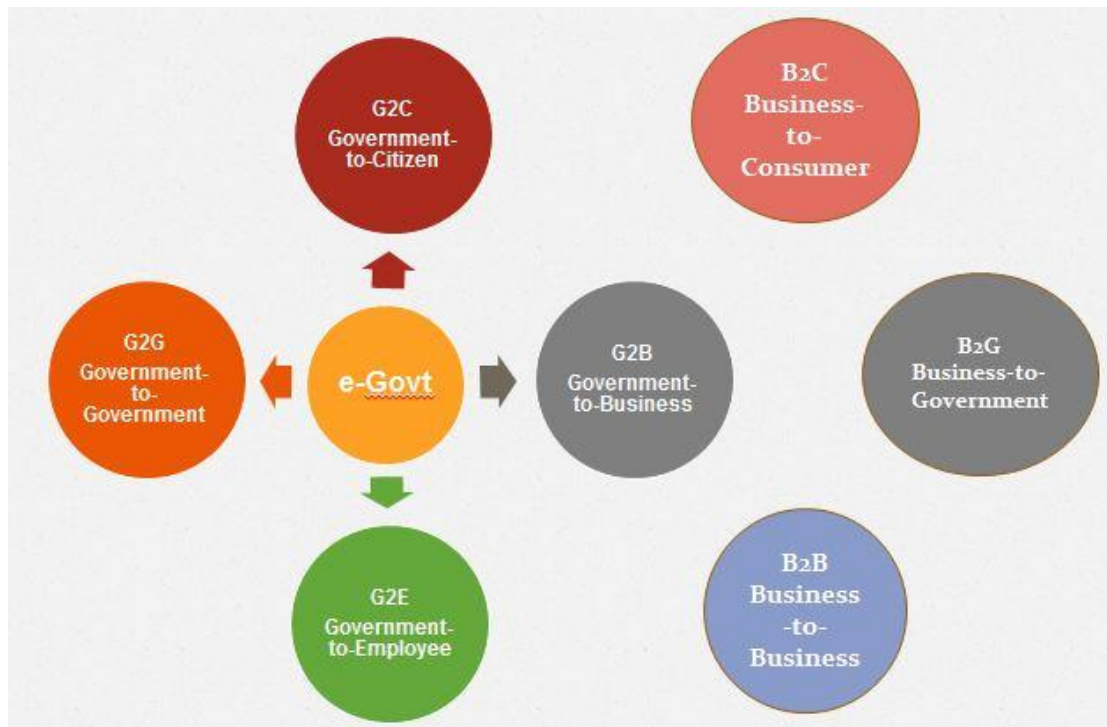 G2C
Government-
to-Citizen
B2C
Business-
to-
Consumer
G2G
Government-
to-
Government
e-Govt
G2B
Government-
to-Business
B2G
Business-to-
Government
G2E
Government-
to-Employee
B2B
Business
-to-
Business